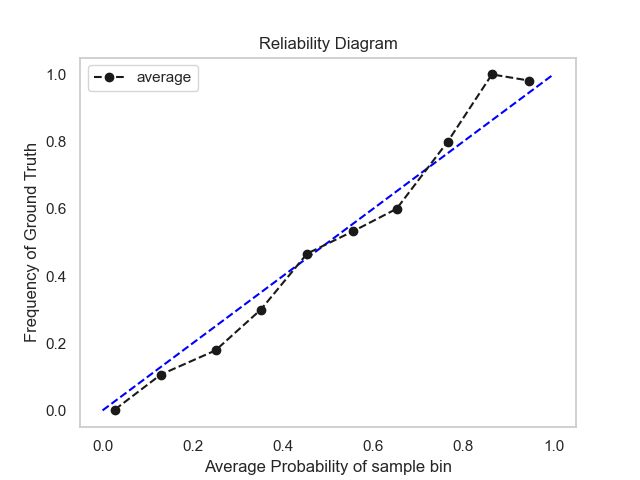 Reliability Diagram
average
Frequency of Ground Truth
1.0
0.8
0.6
0.4
0.2
0.0
0.0 0.2 0.4 0.6 0.8 1.0
Average Probability of sample bin